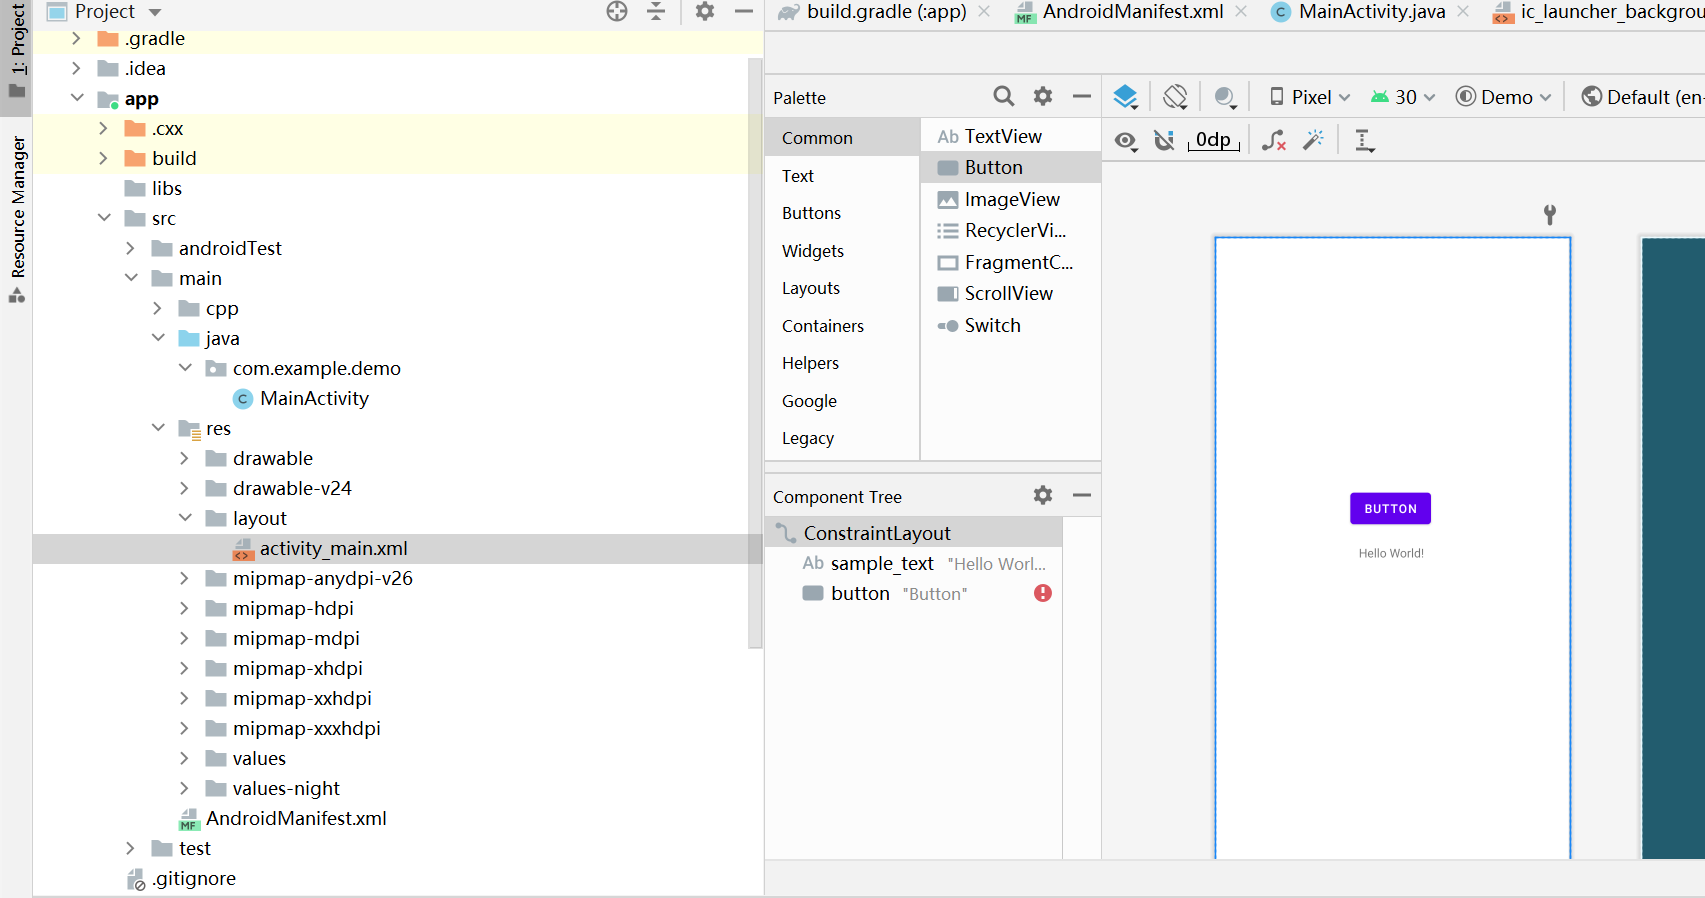 1: Project
Resource Manager
Project
.gradle
.idea
app
.cxx
build
libs
src
androidTest
main
cpp
java
com.example.demo
MainActivity
res
drawable
drawable-v24
layout
activity_main.xml
mipmap-anydpi-v26
mipmap-hdpi
mipmap-mdpi
mipmap-xhdpi
mipmap-xxhdpi
mipmap-xxxhdpi
values
values-night
MF AndroidManifest.xml
test
.gitignore
build.gradle (:app)
MF AndroidManifest.xml
C MainActivity.java
ic_launcher_backgrou
Palette
Common
Text
Buttons
Widgets
Layouts
Containers
Helpers
Google
Legacy
Ab TextView
Button
ImageView
RecyclerVi...
FragmentC...
ScrollView
Switch
Pixel
30
Demo
Default (en-
0dp
Component Tree
ConstraintLayout
Ab sample_text "Hello Worl...
button "Button"
BUTTON
Hello World!